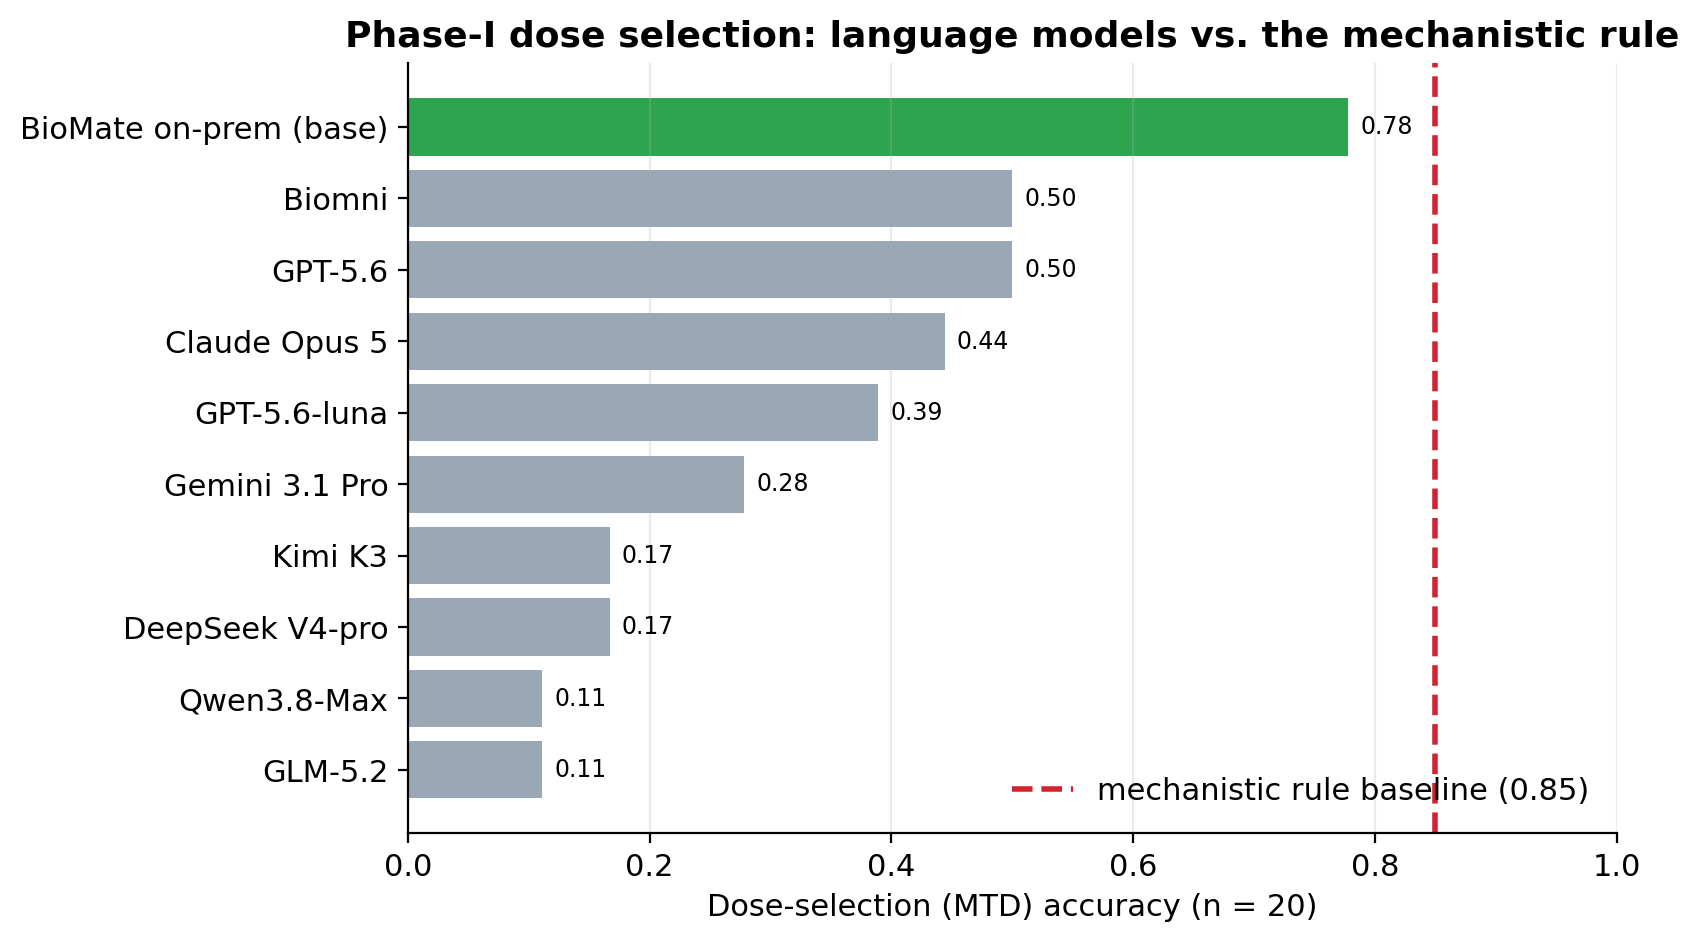 Phase-I dose selection: language models vs. the mechanistic rule
BioMate on-prem (base)
0.78
Biomni
0.50
GPT-5.6
0.50
Claude Opus 5
0.44
GPT-5.6-luna
0.39
Gemini 3.1 Pro
0.28
Kimi K3
0.17
DeepSeek V4-pro
0.17
Qwen3.8-Max
0.11
GLM-5.2
0.11
mechanistic rule baseline (0.85)
0.0 0.2 0.4 0.6 0.8 1.0
Dose-selection (MTD) accuracy (n = 20)